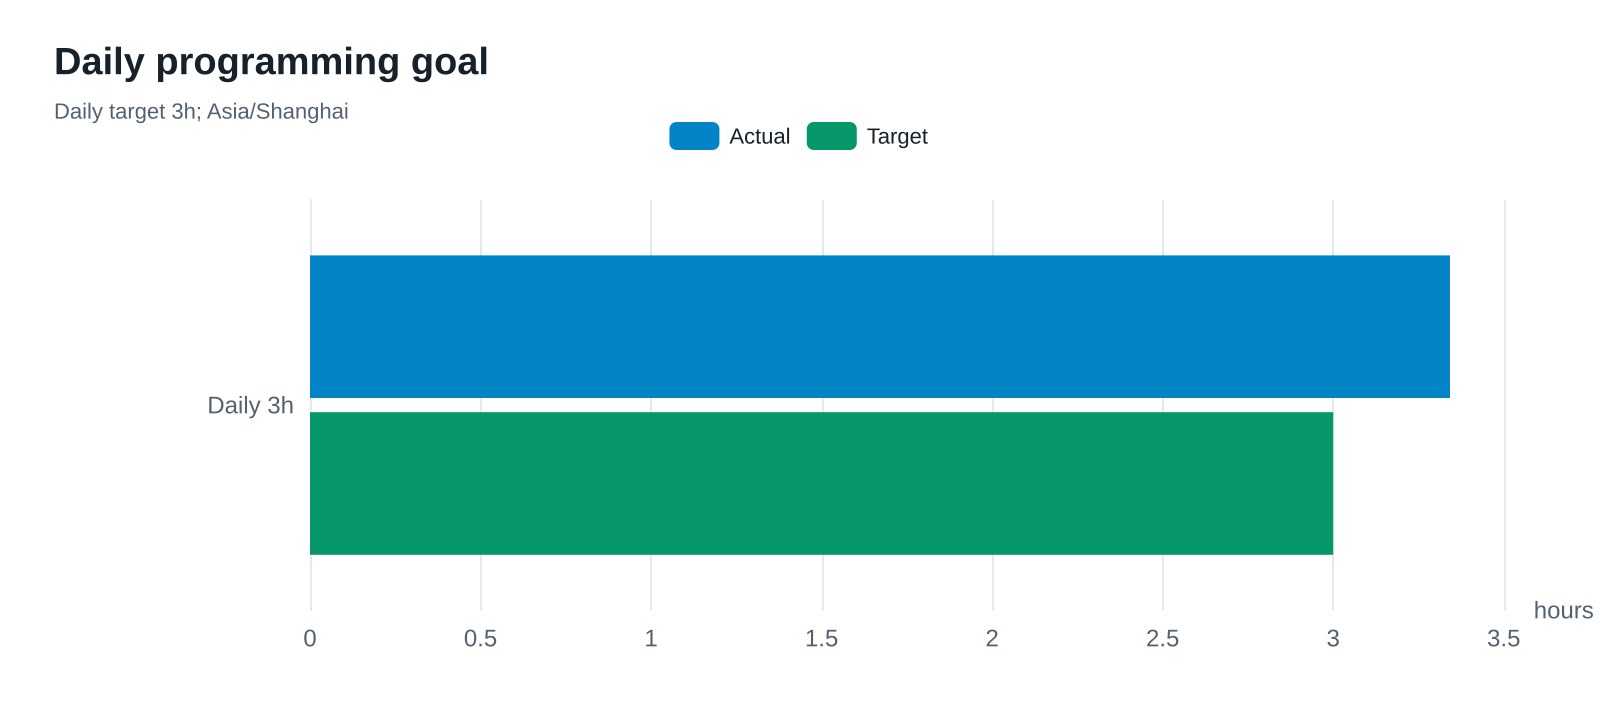 Daily programming goal
Daily target 3h; Asia/Shanghai
Actual Target
Daily 3h
hours
0 0.5 1 1.5 2 2.5 3 3.5